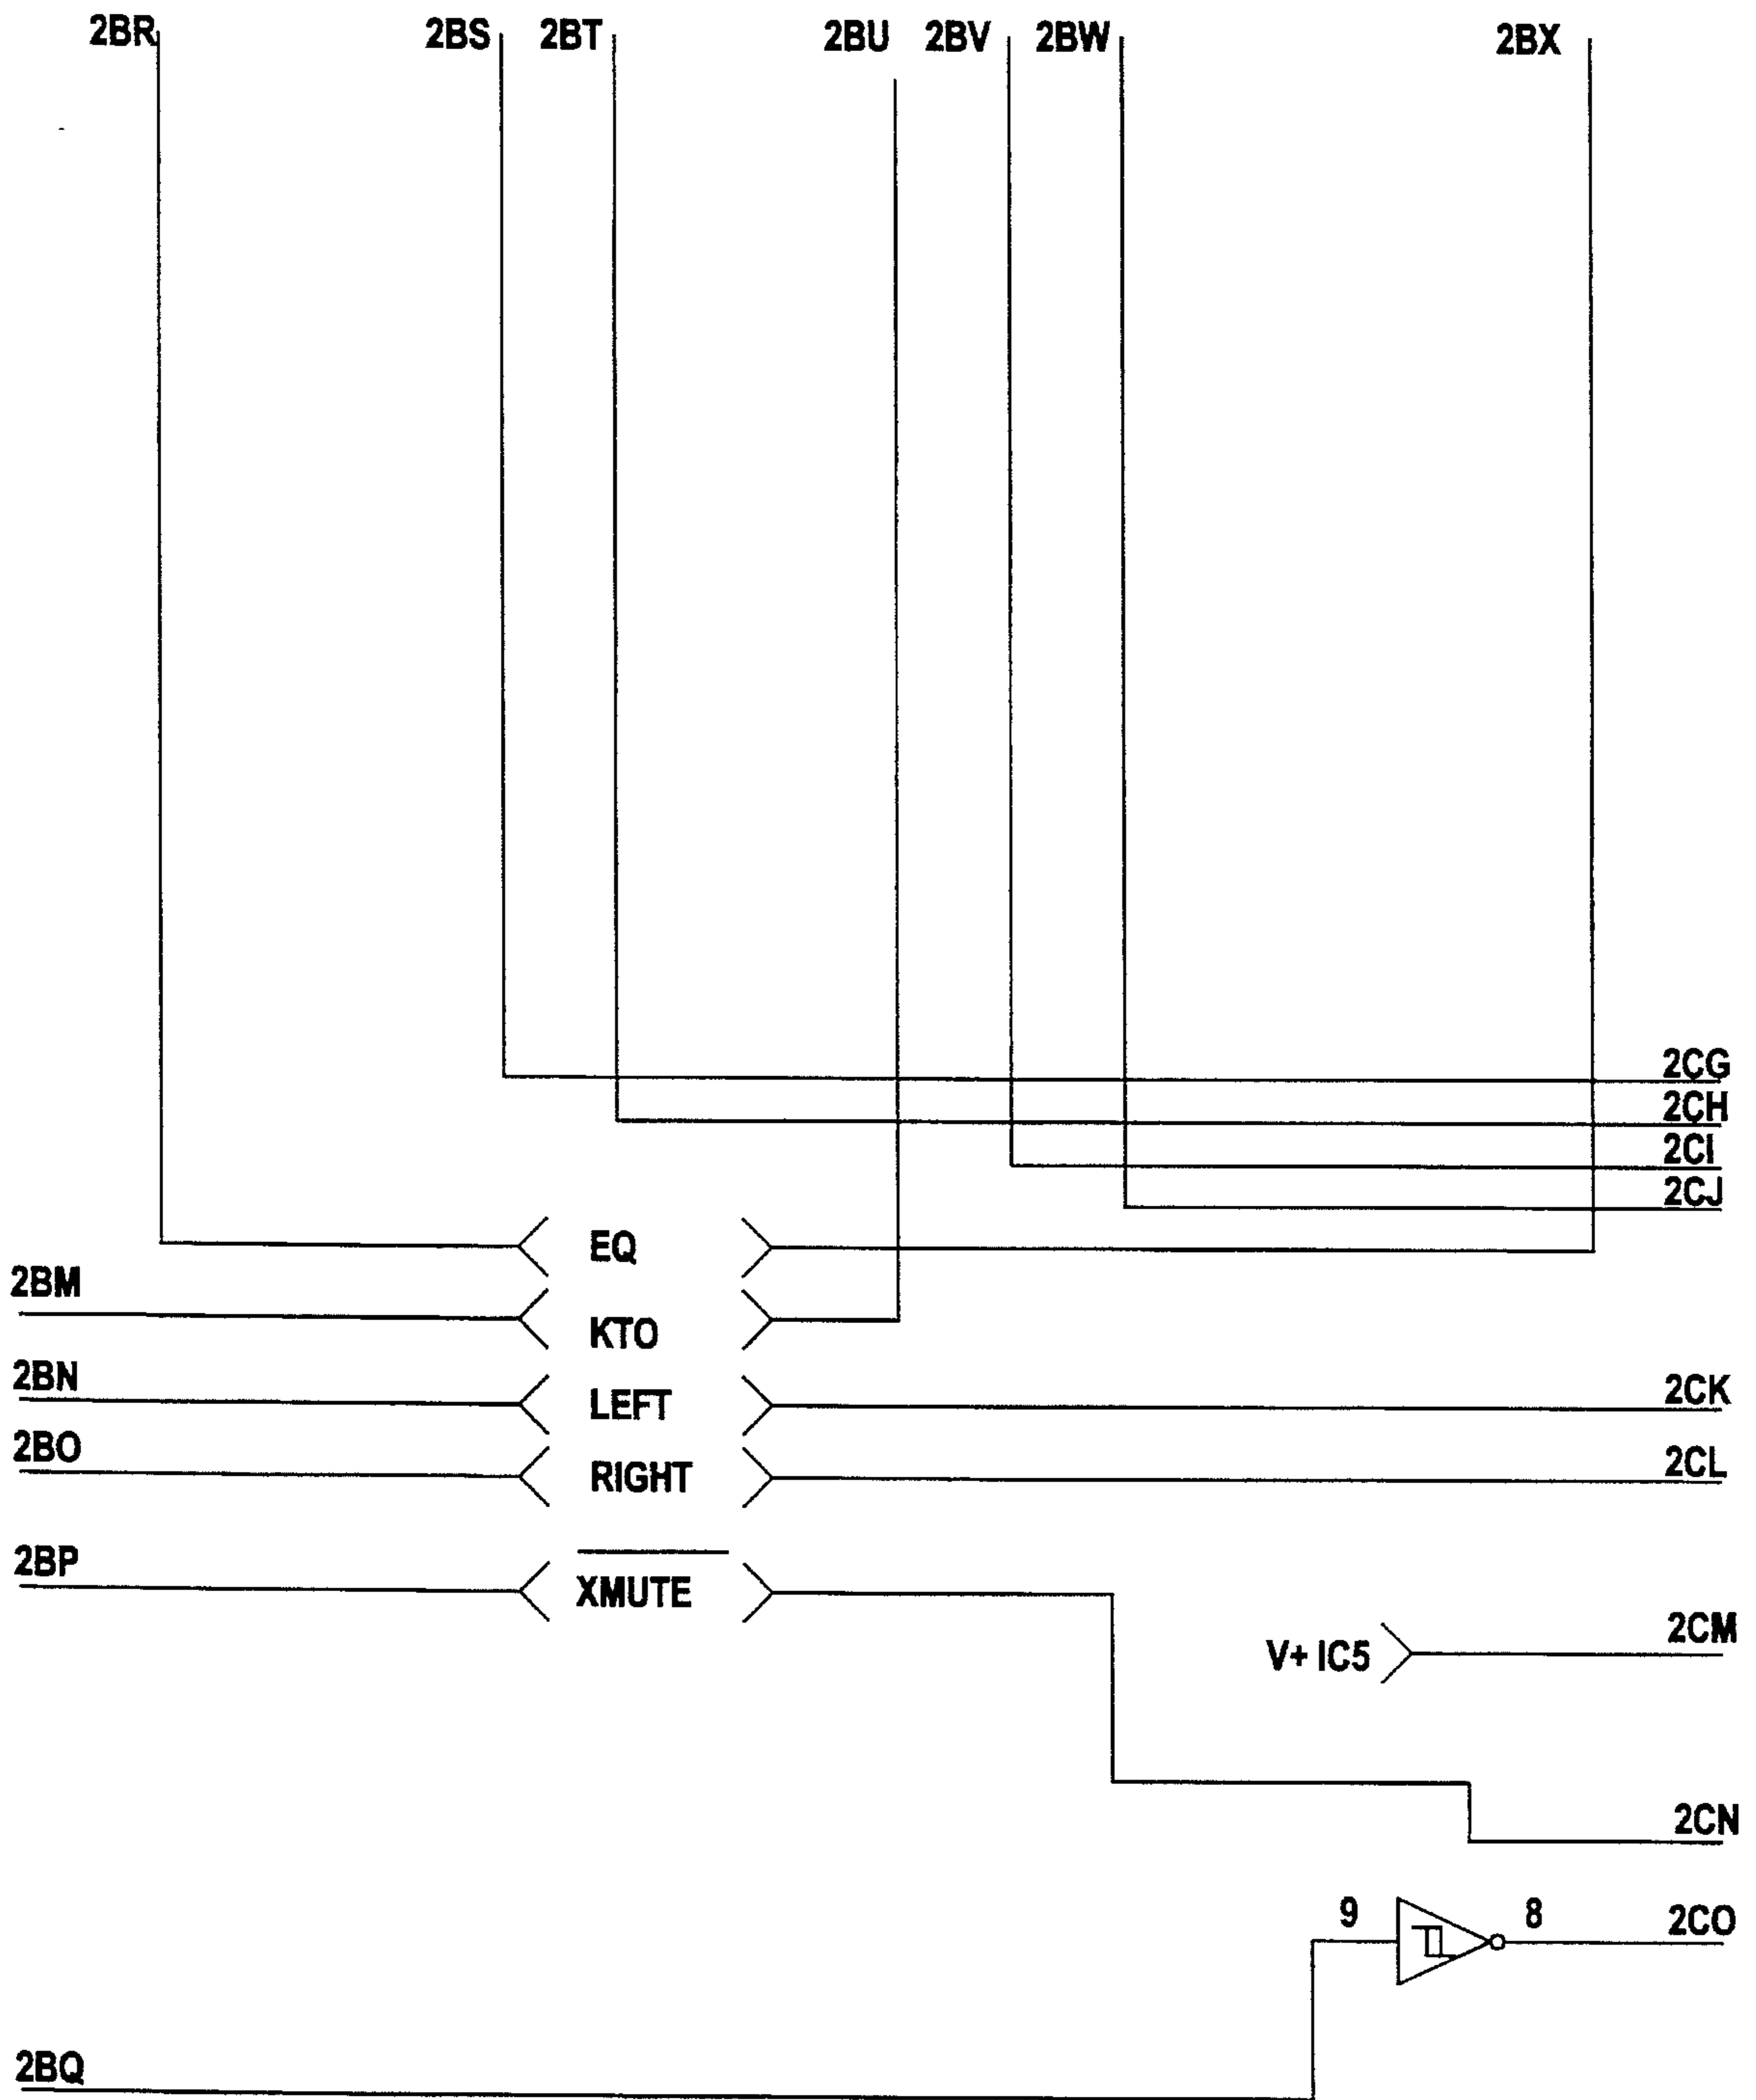 2BR 2BS 2BT 2BU 2BV 2BW 2BX
2CG
2CH
2CI
2CJ
EQ
2BM
KTO
2BN LEFT 2CK
2BO RIGHT 2CL
2BP XMUTE
V+ IC5 2CM
2CN
9 8 2CO
2BQ